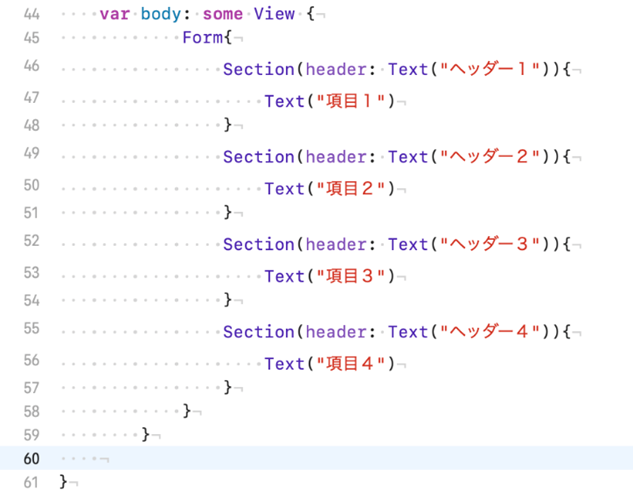 44 var body: some View {
45 Form{
46 Section(header: Text("ヘッダー１")){
47 Text("項目１")
48 }
49 Section(header: Text("ヘッダー２")){
50 Text("項目２")
51 }
52 Section(header: Text("ヘッダー３")){
53 Text("項目３")
54 }
55 Section(header: Text("ヘッダー４")){
56 Text("項目４")
57 }
58 }
59 }
60
61 }